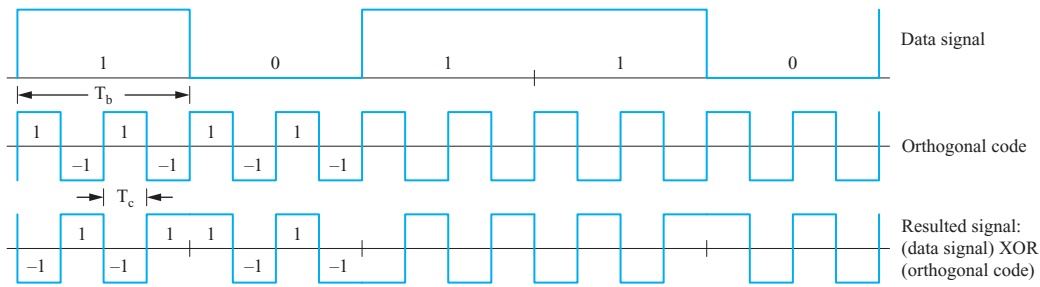 1 0 1 1 0
Data signal
T_b
1 1 1 1
Orthogonal code
–1 –1 –1 –1
T_c
1 1 1 1
Resulted signal:
(data signal) XOR
(orthogonal code)
–1 –1 –1 –1